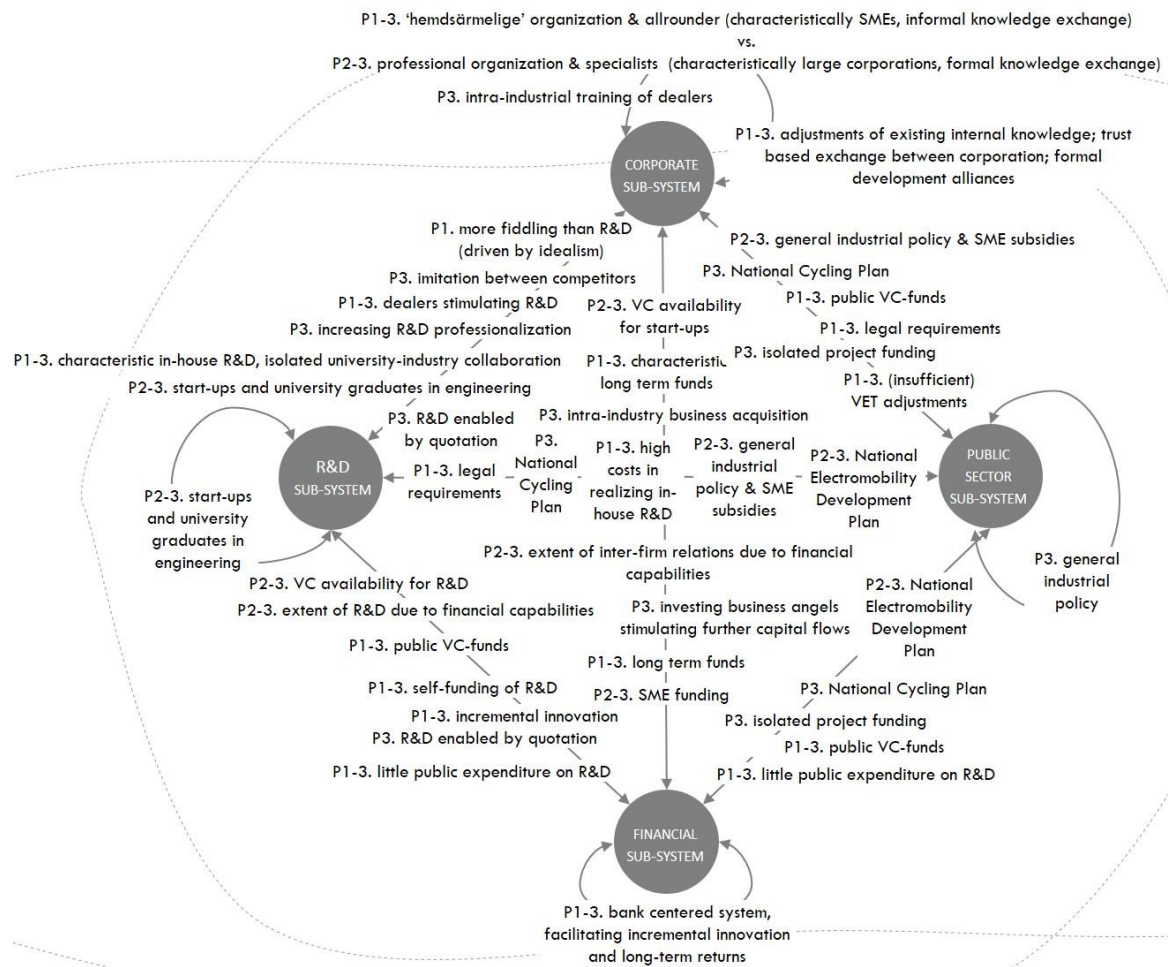 P1-3. ‘hemdsärmelige’ organization & allrounder (characteristically SMEs, informal knowledge exchange)
vs.
P2-3. professional organization & specialists (characteristically large corporations, formal knowledge exchange)
P3. intra-industrial training of dealers
P1-3. adjustments of existing internal knowledge; trust
based exchange between corporation; formal
development alliances
CORPORATE
SUB-SYSTEM
P1. more fiddling than R&D
(driven by idealism)
P3. imitation between competitors
P1-3. dealers stimulating R&D
P3. increasing R&D professionalization
P1-3. characteristic in-house R&D, isolated university-industry collaboration
P2-3. start-ups and university graduates in engineering
P3. R&D enabled
by quotation
P2-3. VC availability
for start-ups
P1-3. characteristic
long term funds
P3. intra-industry business acquisition
P2-3. general industrial policy & SME subsidies
P3. National Cycling Plan
P1-3. public VC-funds
P1-3. legal requirements
P3. isolated project funding
P1-3. (insufficient)
VET adjustments
R&D
SUB-SYSTEM
P2-3. start-ups
and university
graduates in
engineering
P1-3. legal
requirements
P3.
National
Cycling
Plan
P1-3. high
costs in
realizing in-
house R&D
P2-3. general
industrial
policy & SME
subsidies
P2-3. National
Electromobility
Development
Plan
PUBLIC
SECTOR
SUB-SYSTEM
P3. general
industrial
policy
P2-3. extent of inter-firm relations due to financial
capabilities
P3. investing business angels
stimulating further capital flows
P1-3. long term funds
P2-3. SME funding
P2-3. VC availability for R&D
P2-3. extent of R&D due to financial capabilities
P1-3. public VC-funds
P1-3. self-funding of R&D
P1-3. incremental innovation
P3. R&D enabled by quotation
P1-3. little public expenditure on R&D
P2-3. National
Electromobility
Development
Plan
P3. National Cycling Plan
P3. isolated project funding
P1-3. public VC-funds
P1-3. little public expenditure on R&D
FINANCIAL
SUB-SYSTEM
P1-3. bank centered system,
facilitating incremental innovation
and long-term returns